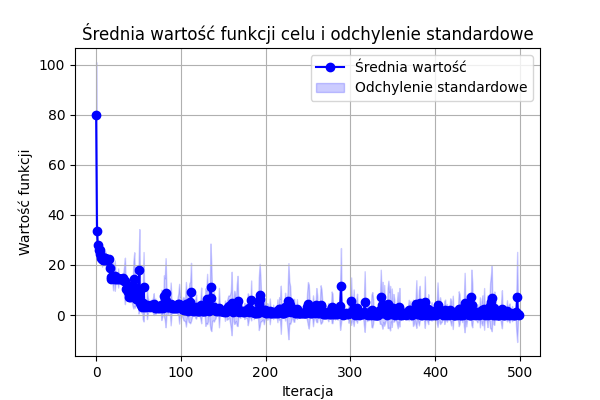 Średnia wartość funkcji celu i odchylenie standardowe
Średnia wartość
Odchylenie standardowe
Wartość funkcji
100
80
60
40
20
0
0
100
200
300
400
500
Iteracja